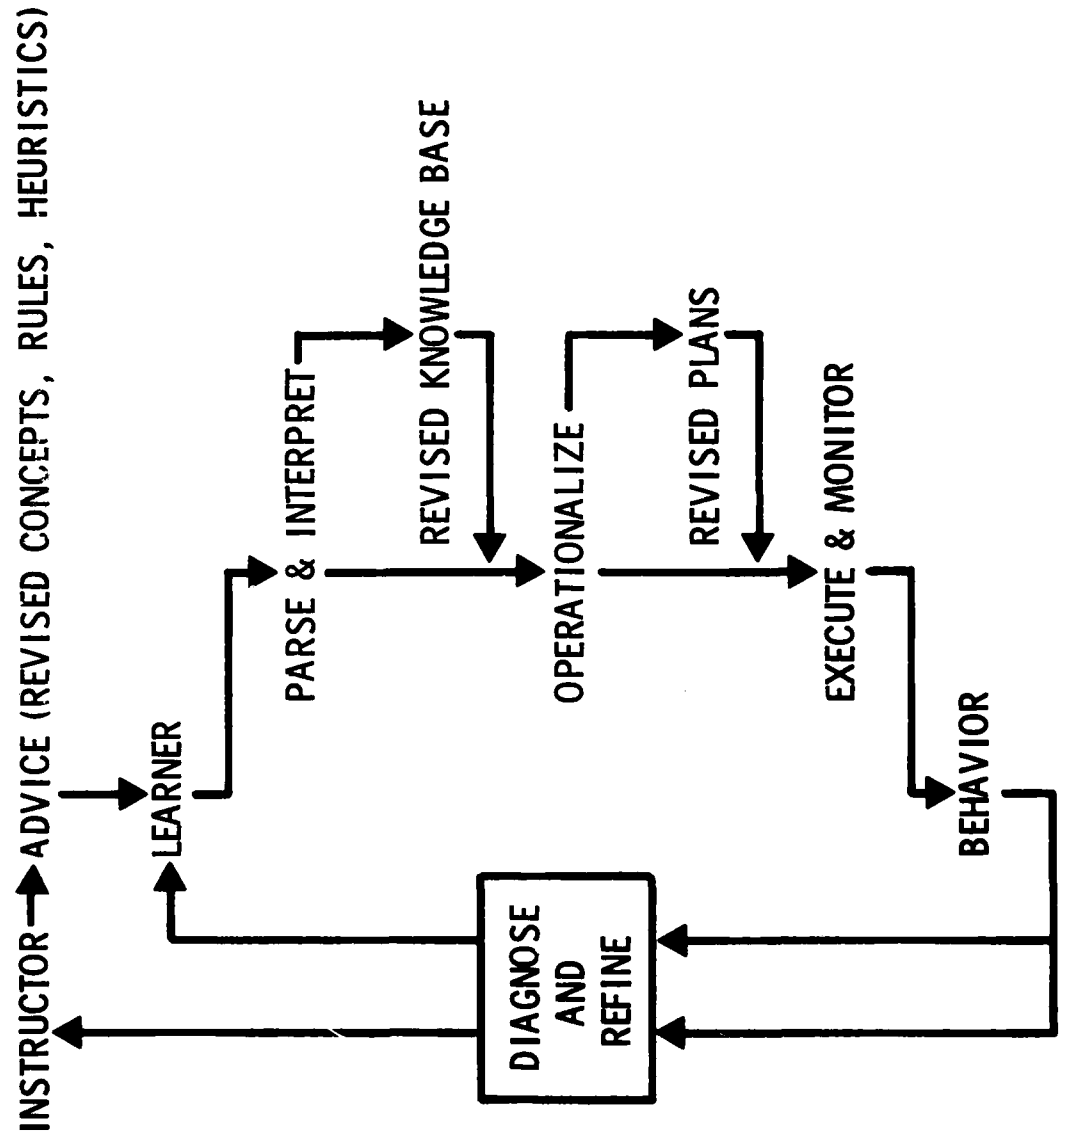 INSTRUCTOR
ADVICE (REVISED CONCEPTS, RULES, HEURISTICS)
LEARNER
PARSE & INTERPRET
REVISED KNOWLEDGE BASE
OPERATIONALIZE
REVISED PLANS
EXECUTE & MONITOR
BEHAVIOR
DIAGNOSE
AND
REFINE